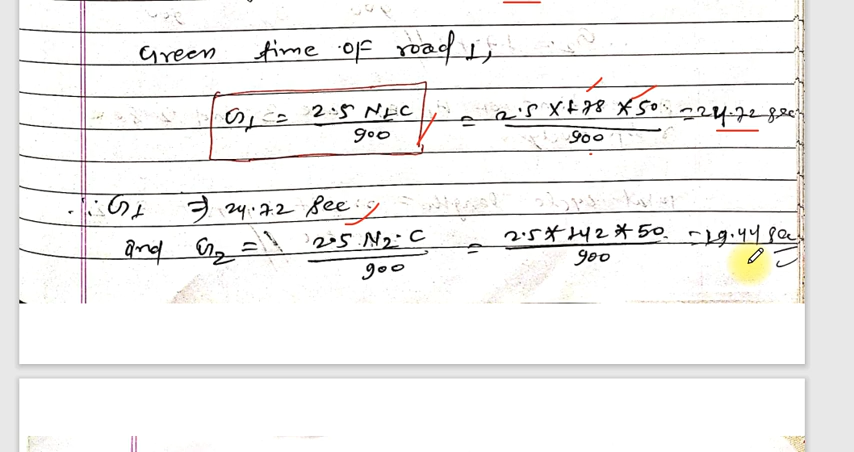 Green time OF road 1,
G1 = 2.5 N1C / 900 = 2.5 × 178 × 50 / 900 = 24.72 sec
∴ G1 ⇒ 24.72 sec
and G2 = 2.5 N2.C / 900 = 2.5 * 142 * 50 / 900 = 19.44 sec